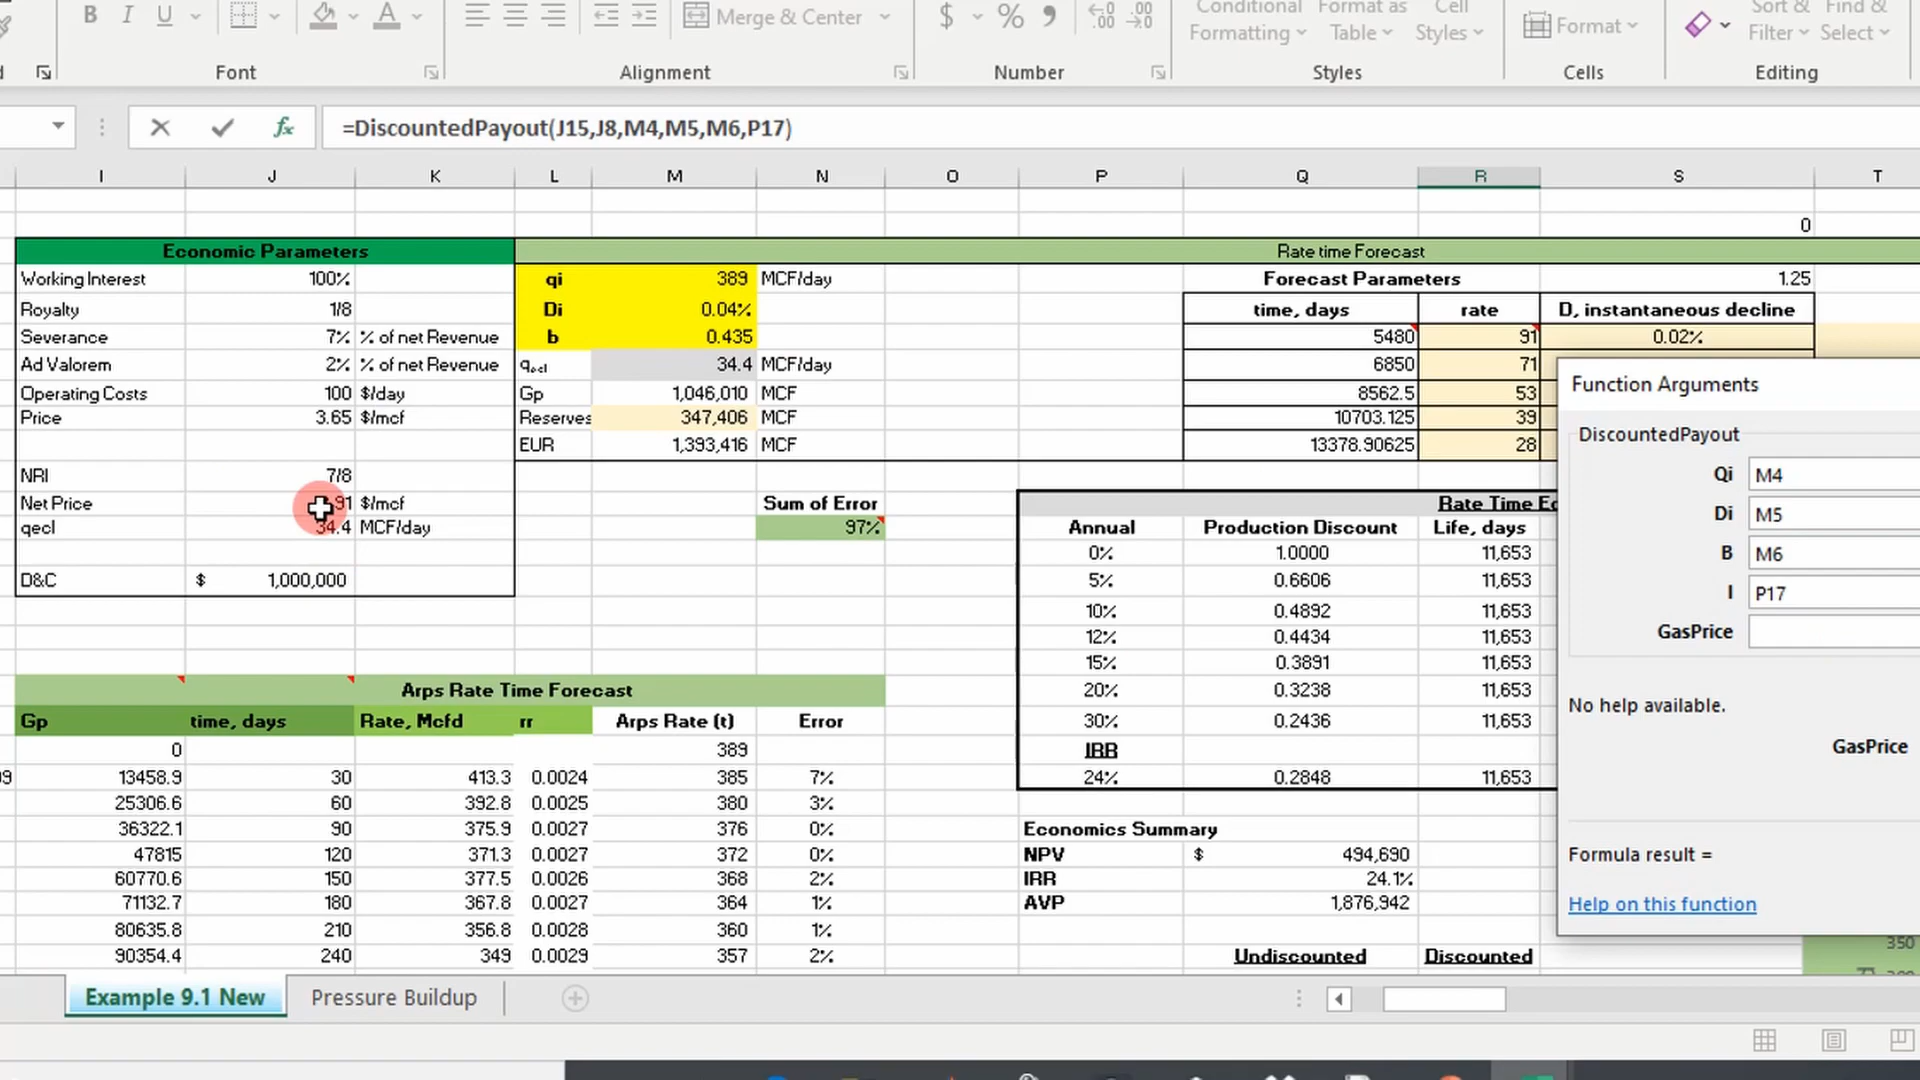 B I U A Merge & Center $ % Conditional Format as Cell Sort & Find &
Formatting Table Styles Format Filter Select
Font Alignment Number Styles Cells Editing
fx =DiscountedPayout(J15,J8,M4,M5,M6,P17)
I J K L M N O P Q R S T
0
Economic Parameters Rate time Forecast
Working Interest 100% qi 389 MCF/day Forecast Parameters 1.25
Royalty 1/8 Di 0.04% time, days rate D, instantaneous decline
Severance 7% % of net Revenue b 0.435 5480 91 0.02%
Ad Valorem 2% % of net Revenue qecl 34.4 MCF/day 6850 71
Operating Costs 100 $/day Gp 1,046,010 MCF 8562.5 53
Price 3.65 $/mcf Reserves 347,406 MCF 10703.125 39
EUR 1,393,416 MCF 13378.90625 28
NRI 7/8
Net Price 91 $/mcf Sum of Error Rate Time Ec
qecl 34.4 MCF/day 97% Annual Production Discount Life, days
0% 1.0000 11,653
D&C $ 1,000,000 5% 0.6606 11,653
10% 0.4892 11,653
12% 0.4434 11,653
15% 0.3891 11,653
Arps Rate Time Forecast 20% 0.3238 11,653
Gp time, days Rate, Mcfd rr Arps Rate (t) Error 30% 0.2436 11,653
0 389 IRR
09 13458.9 30 413.3 0.0024 385 7% 24% 0.2848 11,653
25306.6 60 392.8 0.0025 380 3%
36322.1 90 375.9 0.0027 376 0% Economics Summary
47815 120 371.3 0.0027 372 0% NPV $ 494,690
60770.6 150 377.5 0.0026 368 2% IRR 24.1%
71132.7 180 367.8 0.0027 364 1% AVP 1,876,942
80635.8 210 356.8 0.0028 360 1%
90354.4 240 349 0.0029 357 2% Undiscounted Discounted
Function Arguments
DiscountedPayout
Qi M4
Di M5
B M6
I P17
GasPrice
No help available.
GasPrice
Formula result =
Help on this function
350
Example 9.1 New Pressure Buildup